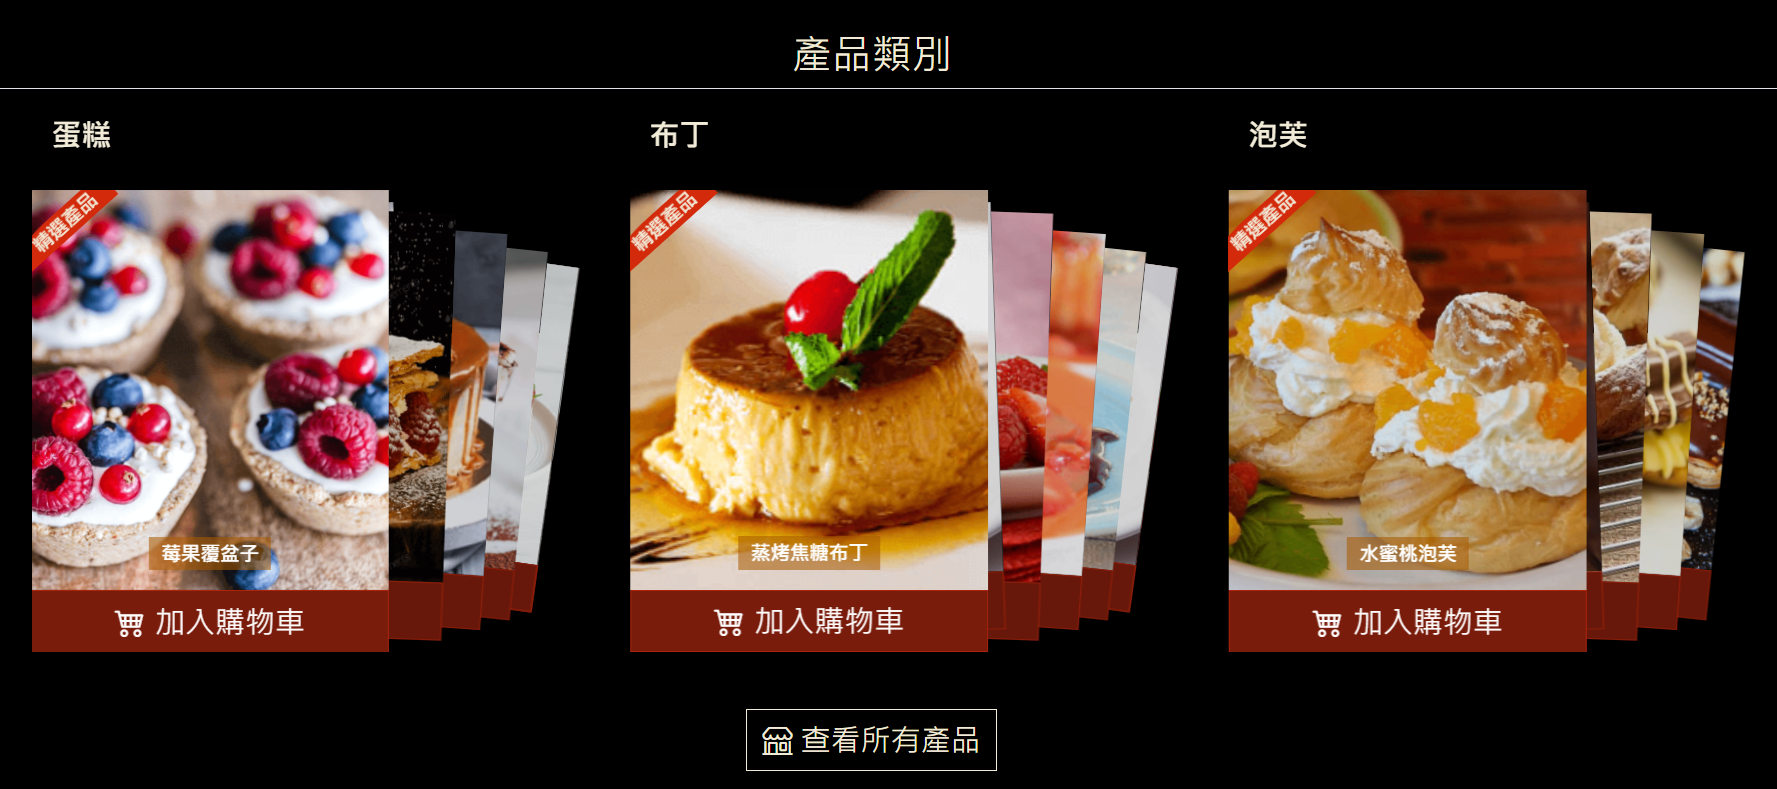 產品類別
蛋糕
布丁
泡芙
精選產品
精選產品
精選產品
莓果覆盆子
蒸烤焦糖布丁
水蜜桃泡芙
加入購物車
加入購物車
加入購物車
查看所有產品